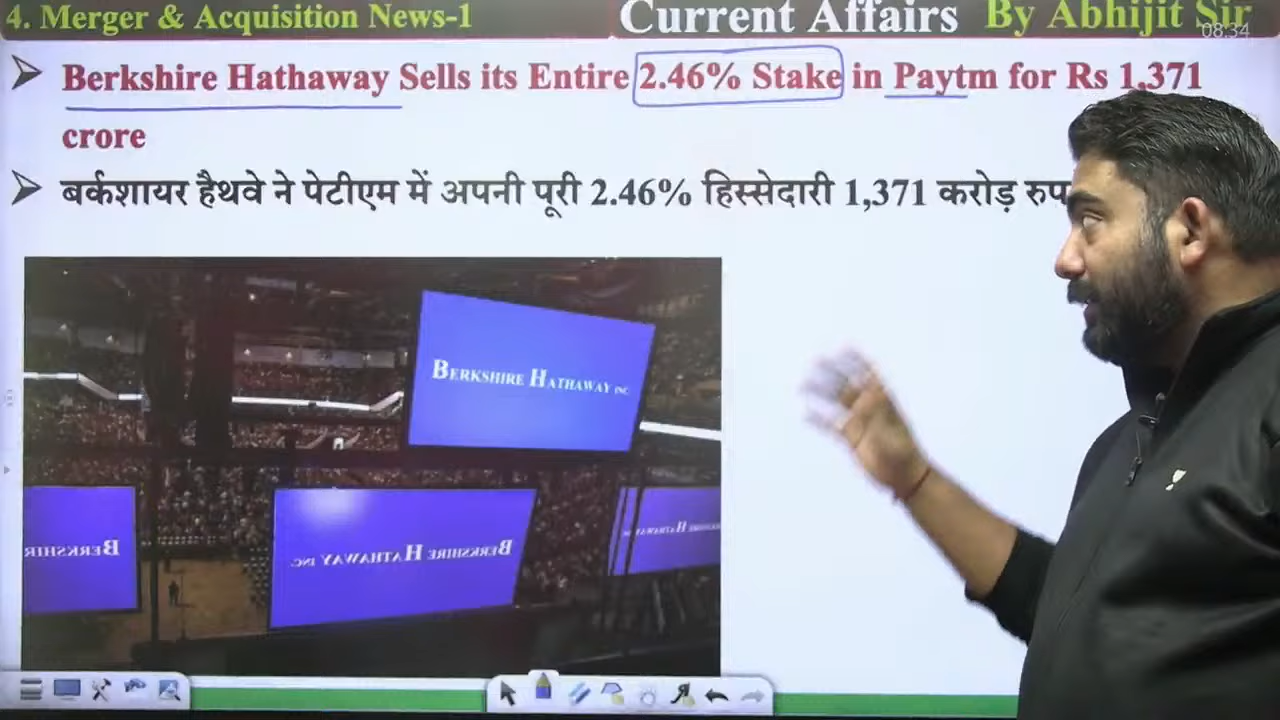 4. Merger & Acquisition News-1
Current Affairs
By Abhijit Sir
08:34
Berkshire Hathaway Sells its Entire 2.46% Stake in Paytm for Rs 1,371
crore
बर्कशायर हैथवे ने पेटीएम में अपनी पूरी 2.46% हिस्सेदारी 1,371 करोड़
BERKSHIRE HATHAWAY INC.
BERKSHIR
BERKSHIRE HATHAWAY INC.
BERKSHIRE HATHAWAY